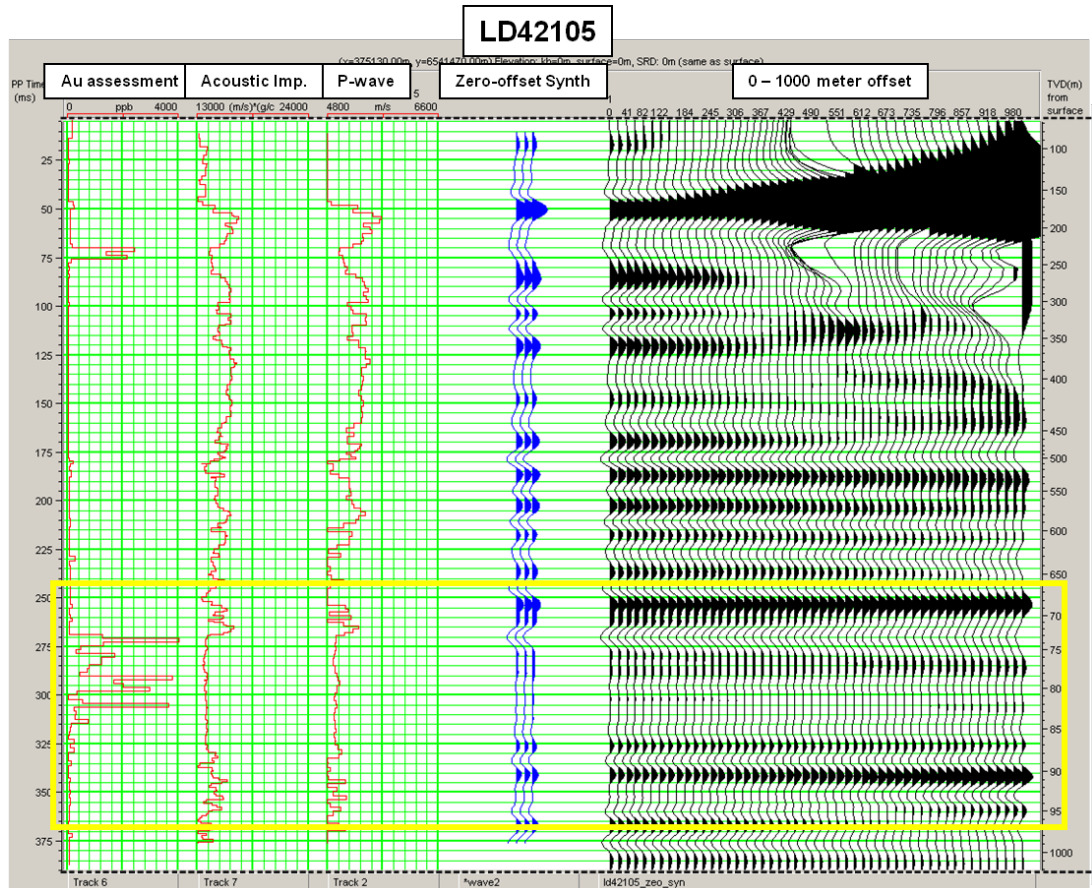 LD42105
(x=375130.00m, y=6541470.00m) Elevation: kb=0m, surface=0m, SRD: 0m (same as surface)
PP Time
(ms)
Au assessment
Acoustic Imp.
P-wave
5
Zero-offset Synth
0 – 1000 meter offset
TVD(m)
from
surface
0 ppb 4000
13000 (m/s)*(g/c 24000
4800 m/s 6600
1
0 41 82 122 184 245 306 367 429 490 551 612 673 735 796 857 918 980
25
50
75
100
125
150
175
200
225
250
275
300
325
350
375
100
150
200
250
300
350
400
450
500
550
600
650
70
75
80
85
90
95
1000
Track 6
Track 7
Track 2
*wave2
ld42105_zeo_syn